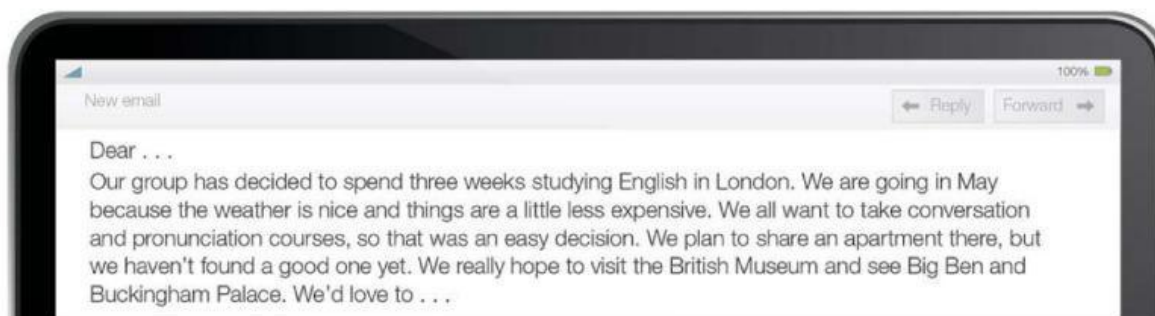 100%
New email
Reply Forward
Dear . . .
Our group has decided to spend three weeks studying English in London. We are going in May
because the weather is nice and things are a little less expensive. We all want to take conversation
and pronunciation courses, so that was an easy decision. We plan to share an apartment there, but
we haven't found a good one yet. We really hope to visit the British Museum and see Big Ben and
Buckingham Palace. We'd love to . . .